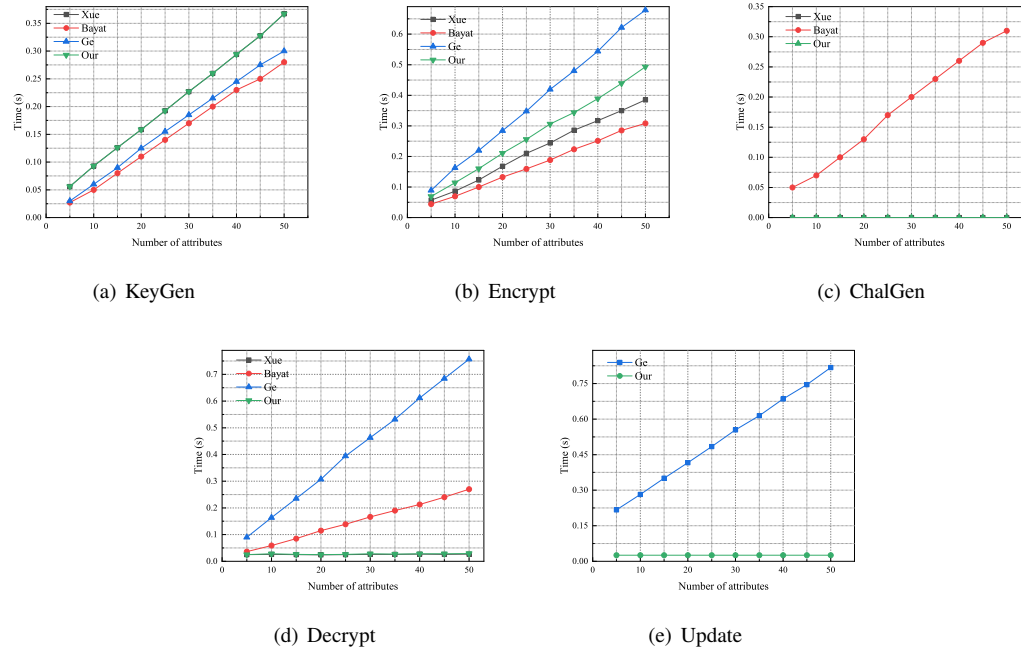 0.35
0.30
0.25
0.20
0.15
0.10
0.05
0.00
Time (s)
Xue
Bayat
Ge
Our
0 10 20 30 40 50
Number of attributes
(a) KeyGen
0.6
0.5
0.4
0.3
0.2
0.1
0.0
Time (s)
Xue
Bayat
Ge
Our
0 10 20 30 40 50
Number of attributes
(b) Encrypt
0.35
0.30
0.25
0.20
0.15
0.10
0.05
0.00
Time (s)
Xue
Bayat
Our
0 10 20 30 40 50
Number of attributes
(c) ChalGen
0.7
0.6
0.5
0.4
0.3
0.2
0.1
0.0
Time (s)
Xue
Bayat
Ge
Our
0 10 20 30 40 50
Number of attributes
(d) Decrypt
0.75
0.60
0.45
0.30
0.15
0.00
Time (s)
Ge
Our
0 10 20 30 40 50
Number of attributes
(e) Update